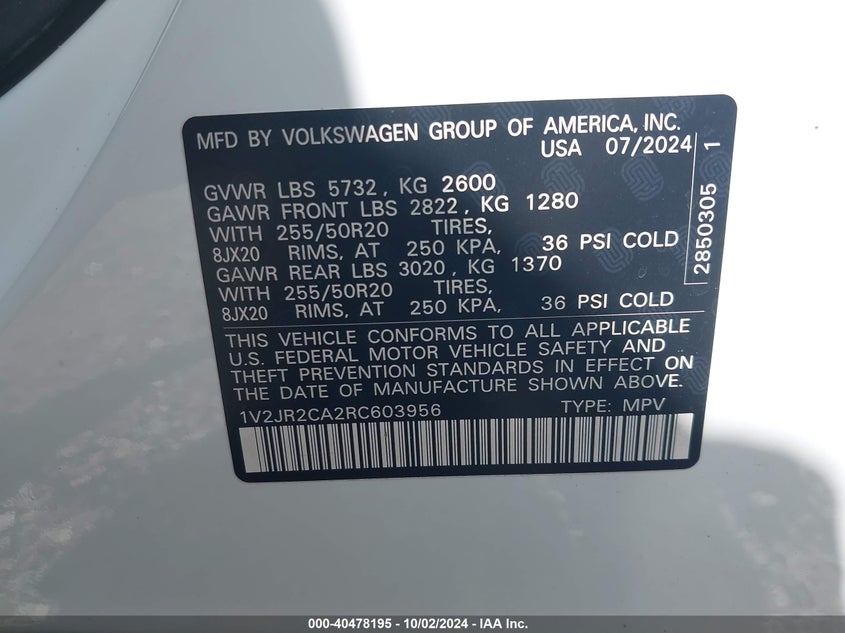 MFD BY VOLKSWAGEN GROUP OF AMERICA, INC.
USA 07/2024
GVWR LBS 5732, KG 2600
GAWR FRONT LBS 2822, KG 1280
WITH 255/50R20 TIRES,
8JX20 RIMS, AT 250 KPA, 36 PSI COLD
GAWR REAR LBS 3020, KG 1370
WITH 255/50R20 TIRES,
8JX20 RIMS, AT 250 KPA, 36 PSI COLD
THIS VEHICLE CONFORMS TO ALL APPLICABLE
U.S. FEDERAL MOTOR VEHICLE SAFETY AND
THEFT PREVENTION STANDARDS IN EFFECT ON
THE DATE OF MANUFACTURE SHOWN ABOVE.
1V2JR2CA2RC603956 TYPE: MPV
2850305 1
000-40478195 - 10/02/2024 - © IAA, Inc.